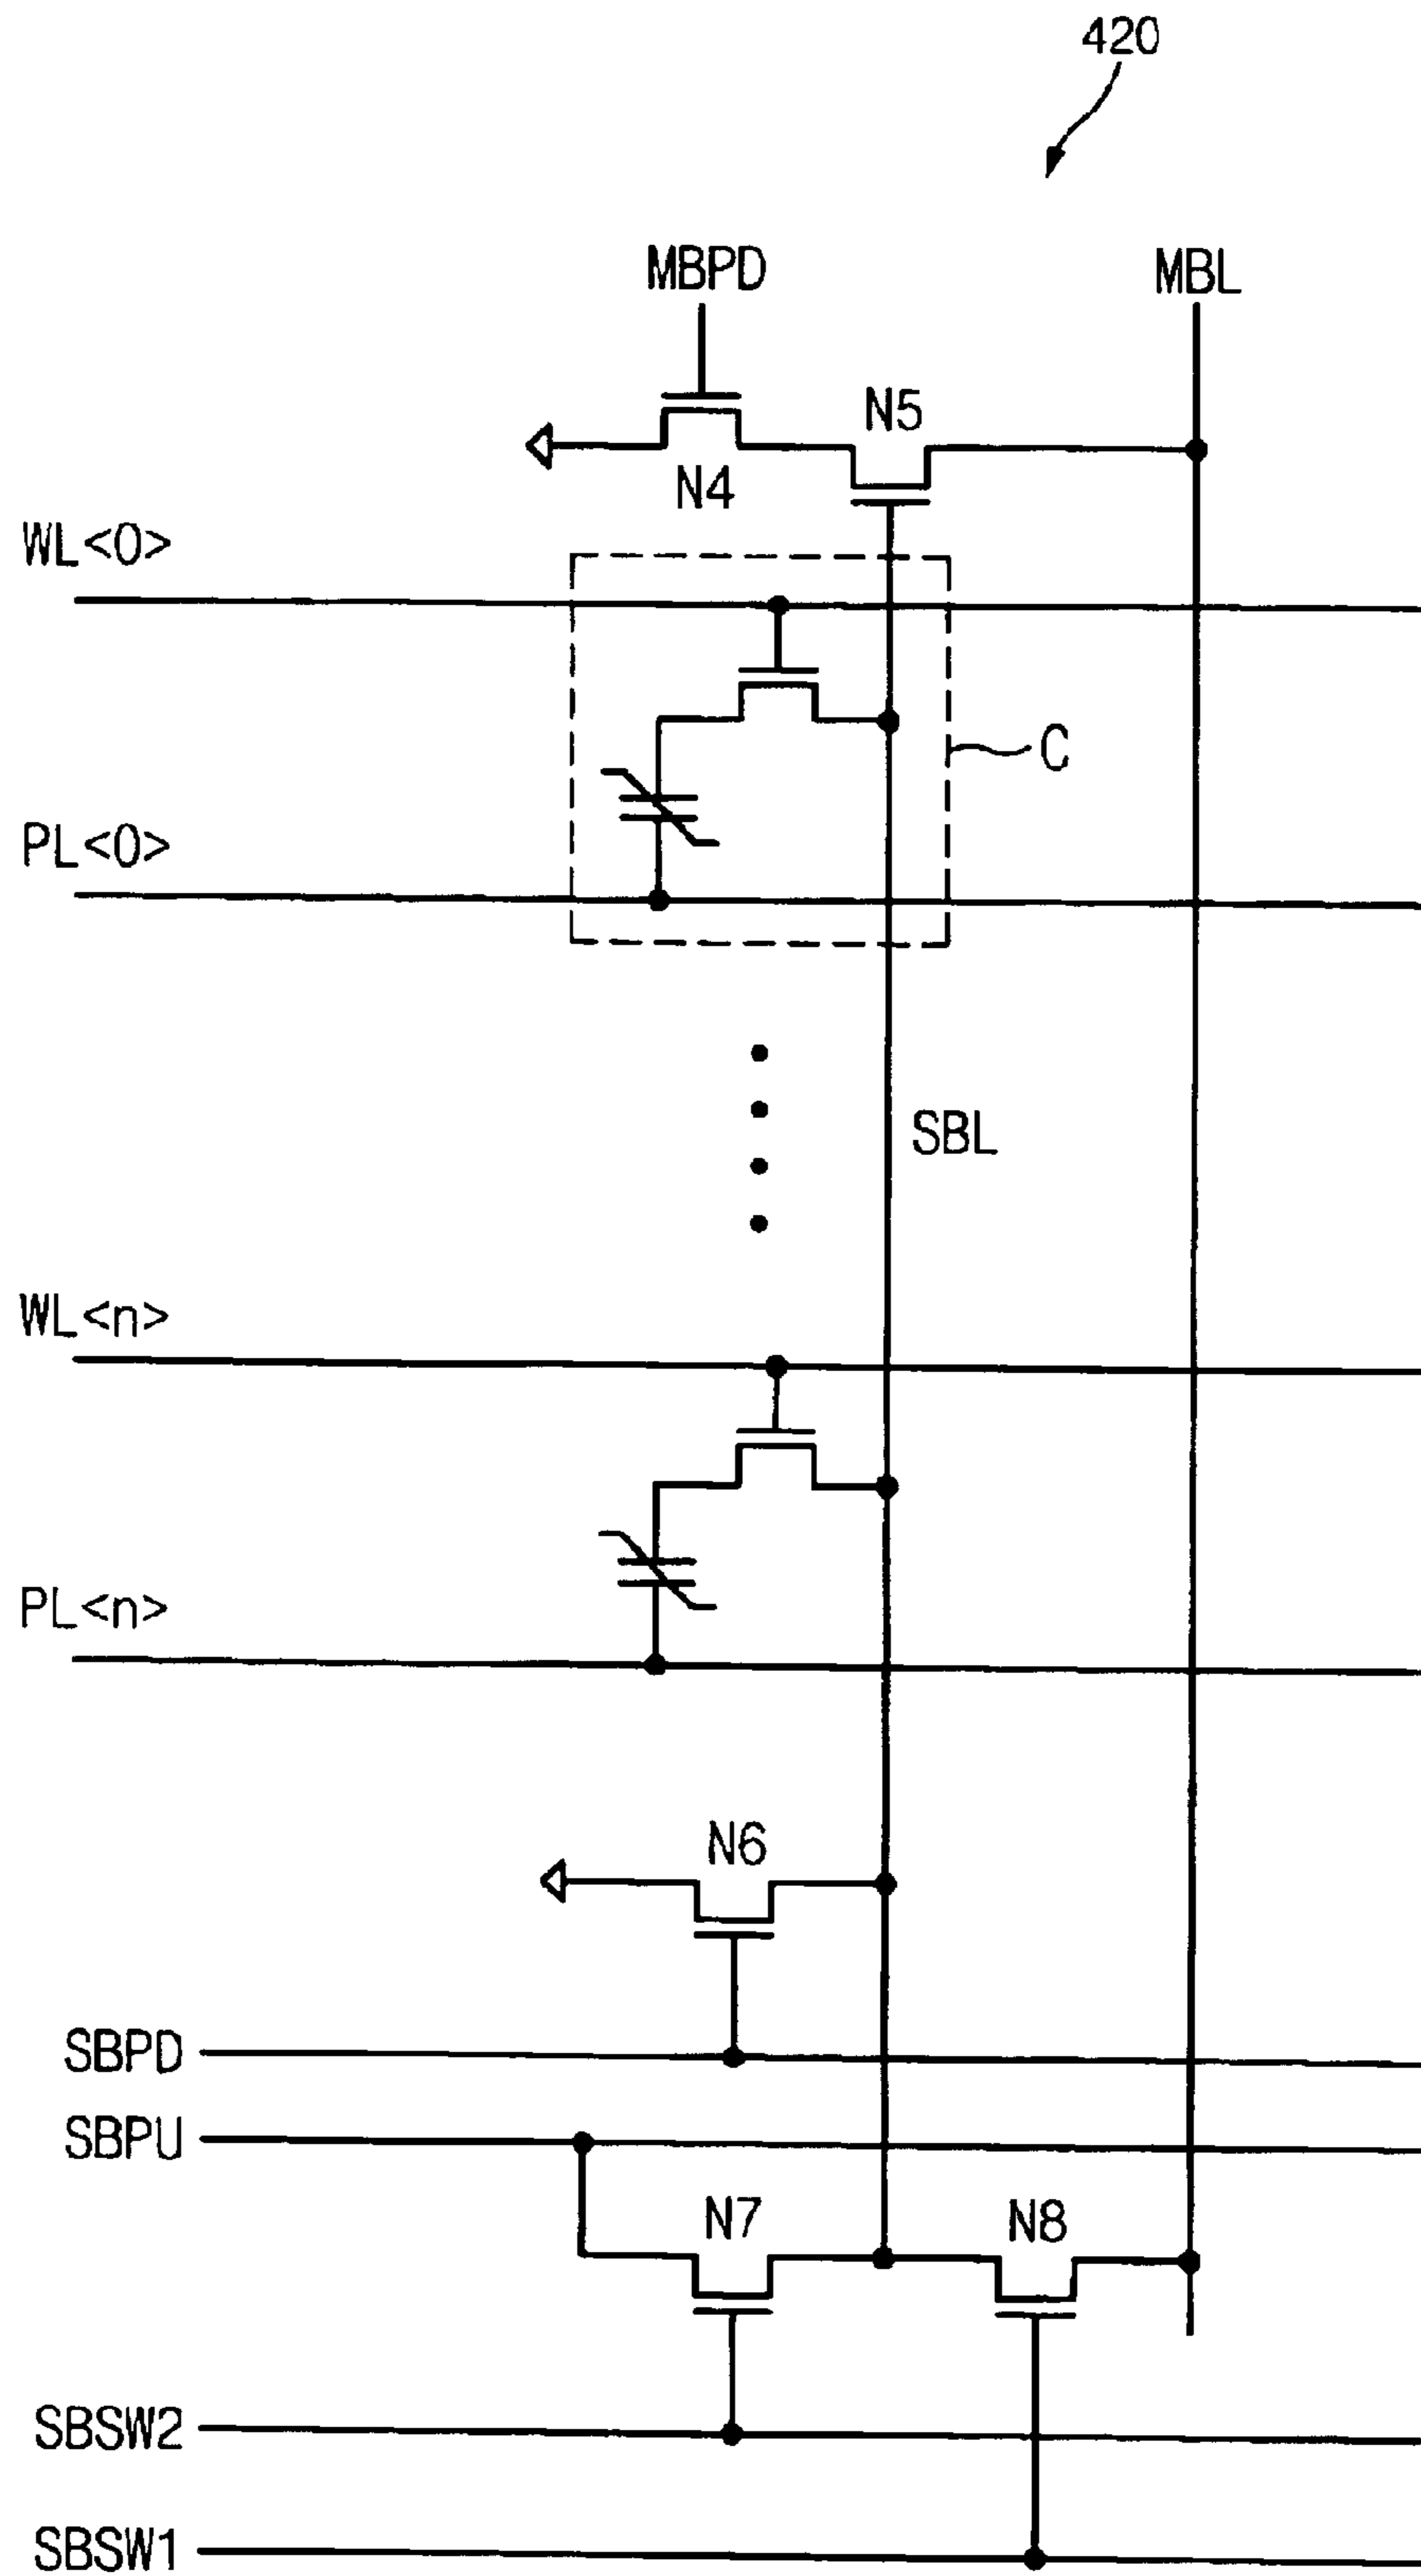 420
MBPD
MBL
N5
N4
WL<0>
C
PL<0>
SBL
WL<n>
PL<n>
N6
SBPD
SBPU
N7
N8
SBSW2
SBSW1